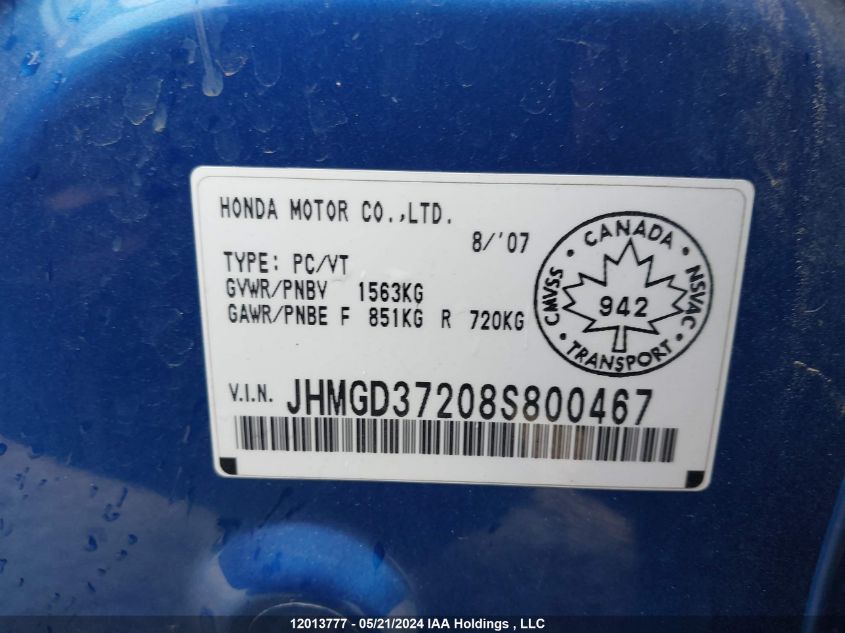 HONDA MOTOR CO.,LTD.
8/'07
TYPE: PC/VT
GVWR/PNBV 1563KG
GAWR/PNBE F 851KG R 720KG
V.I.N. JHMGD37208S800467
· CANADA ·
CMVSS
942
NSVAC
· TRANSPORT ·
12013777 - 05/21/2024 IAA Holdings , LLC